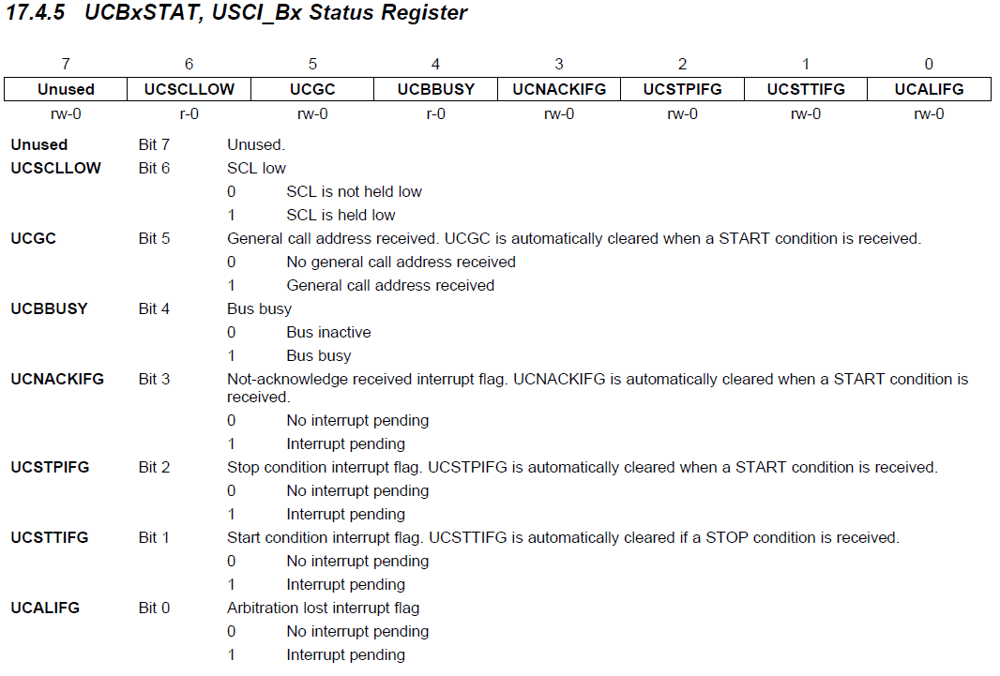 17.4.5 UCBxSTAT, USCI_Bx Status Register
7 6 5 4 3 2 1 0
Unused UCSCLLOW UCGC UCBBUSY UCNACKIFG UCSTPIFG UCSTTIFG UCALIFG
rw-0 r-0 rw-0 r-0 rw-0 rw-0 rw-0 rw-0
Unused Bit 7 Unused.
UCSCLLOW Bit 6 SCL low
0 SCL is not held low
1 SCL is held low
UCGC Bit 5 General call address received. UCGC is automatically cleared when a START condition is received.
0 No general call address received
1 General call address received
UCBBUSY Bit 4 Bus busy
0 Bus inactive
1 Bus busy
UCNACKIFG Bit 3 Not-acknowledge received interrupt flag. UCNACKIFG is automatically cleared when a START condition is
received.
0 No interrupt pending
1 Interrupt pending
UCSTPIFG Bit 2 Stop condition interrupt flag. UCSTPIFG is automatically cleared when a START condition is received.
0 No interrupt pending
1 Interrupt pending
UCSTTIFG Bit 1 Start condition interrupt flag. UCSTTIFG is automatically cleared if a STOP condition is received.
0 No interrupt pending
1 Interrupt pending
UCALIFG Bit 0 Arbitration lost interrupt flag
0 No interrupt pending
1 Interrupt pending